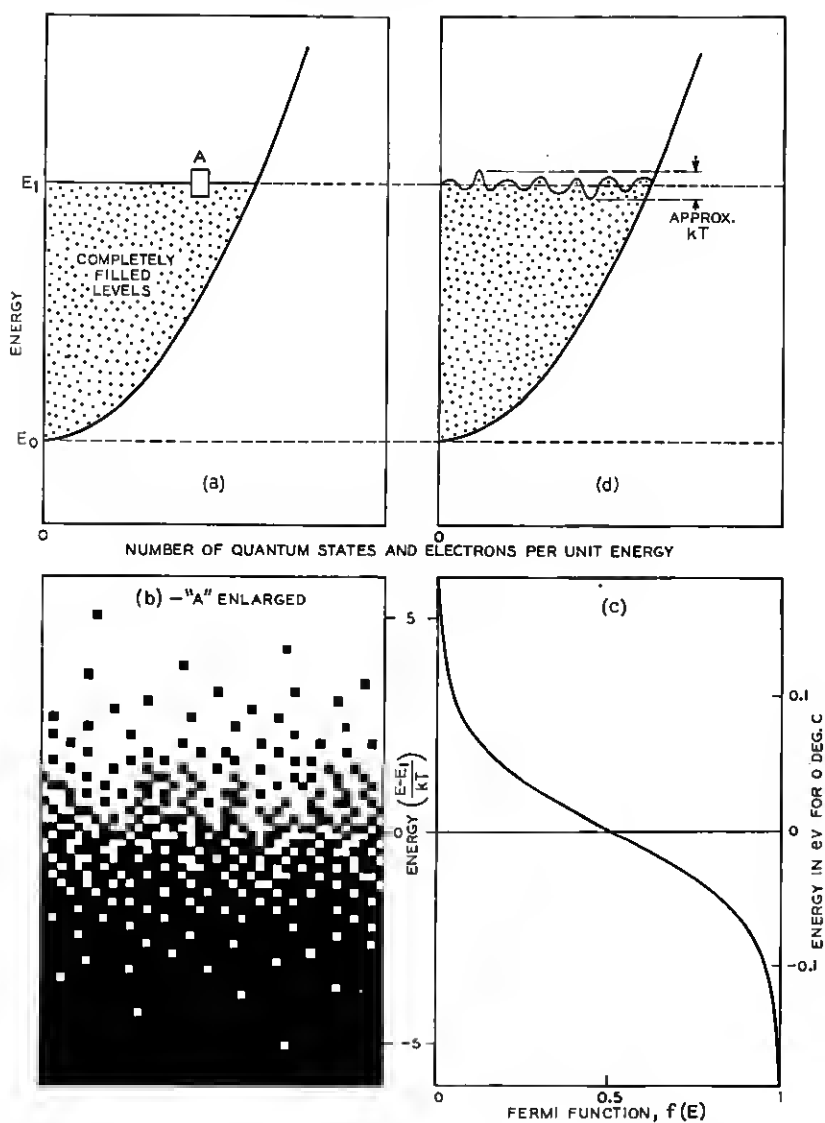 A
E₁
COMPLETELY
FILLED
LEVELS
ENERGY
E₀
(a)
0
APPROX.
kT
(d)
0
NUMBER OF QUANTUM STATES AND ELECTRONS PER UNIT ENERGY
(b) – "A" ENLARGED
5
0
-5
ENERGY (E-E₁/kT)
(c)
0.1
0
-0.1
ENERGY IN eV FOR 0 DEG. C
0
0.5
1
FERMI FUNCTION, f(E)